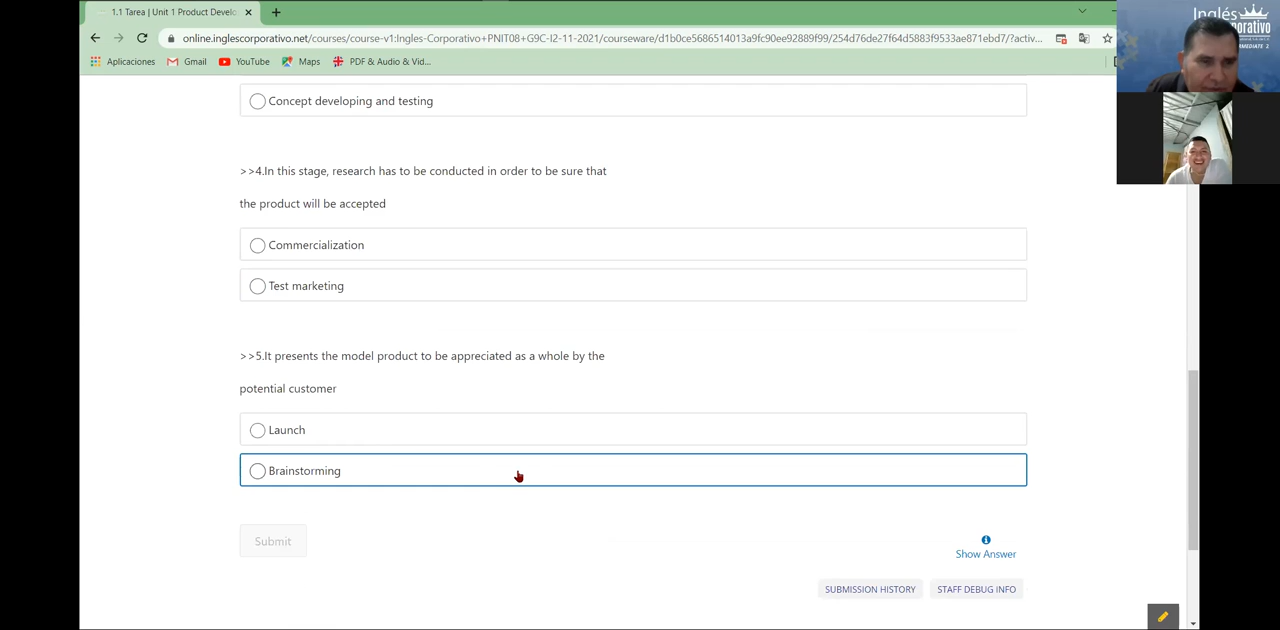 1.1 Tarea | Unit 1 Product Develo
online.inglescorporativo.net/courses/course-v1:Ingles-Corporativo+PNIT08+G9C-I2-11-2021/courseware/d1b0ce5686514013a9fc90ee92889f99/254d76de27f64d5883f9533ae871ebd7/?activ...
Aplicaciones Gmail YouTube Maps PDF & Audio & Vid...
Inglés
Concept developing and testing
>>4.In this stage, research has to be conducted in order to be sure that
the product will be accepted
Commercialization
Test marketing
>>5.It presents the model product to be appreciated as a whole by the
potential customer
Launch
Brainstorming
Submit
Show Answer
SUBMISSION HISTORY STAFF DEBUG INFO